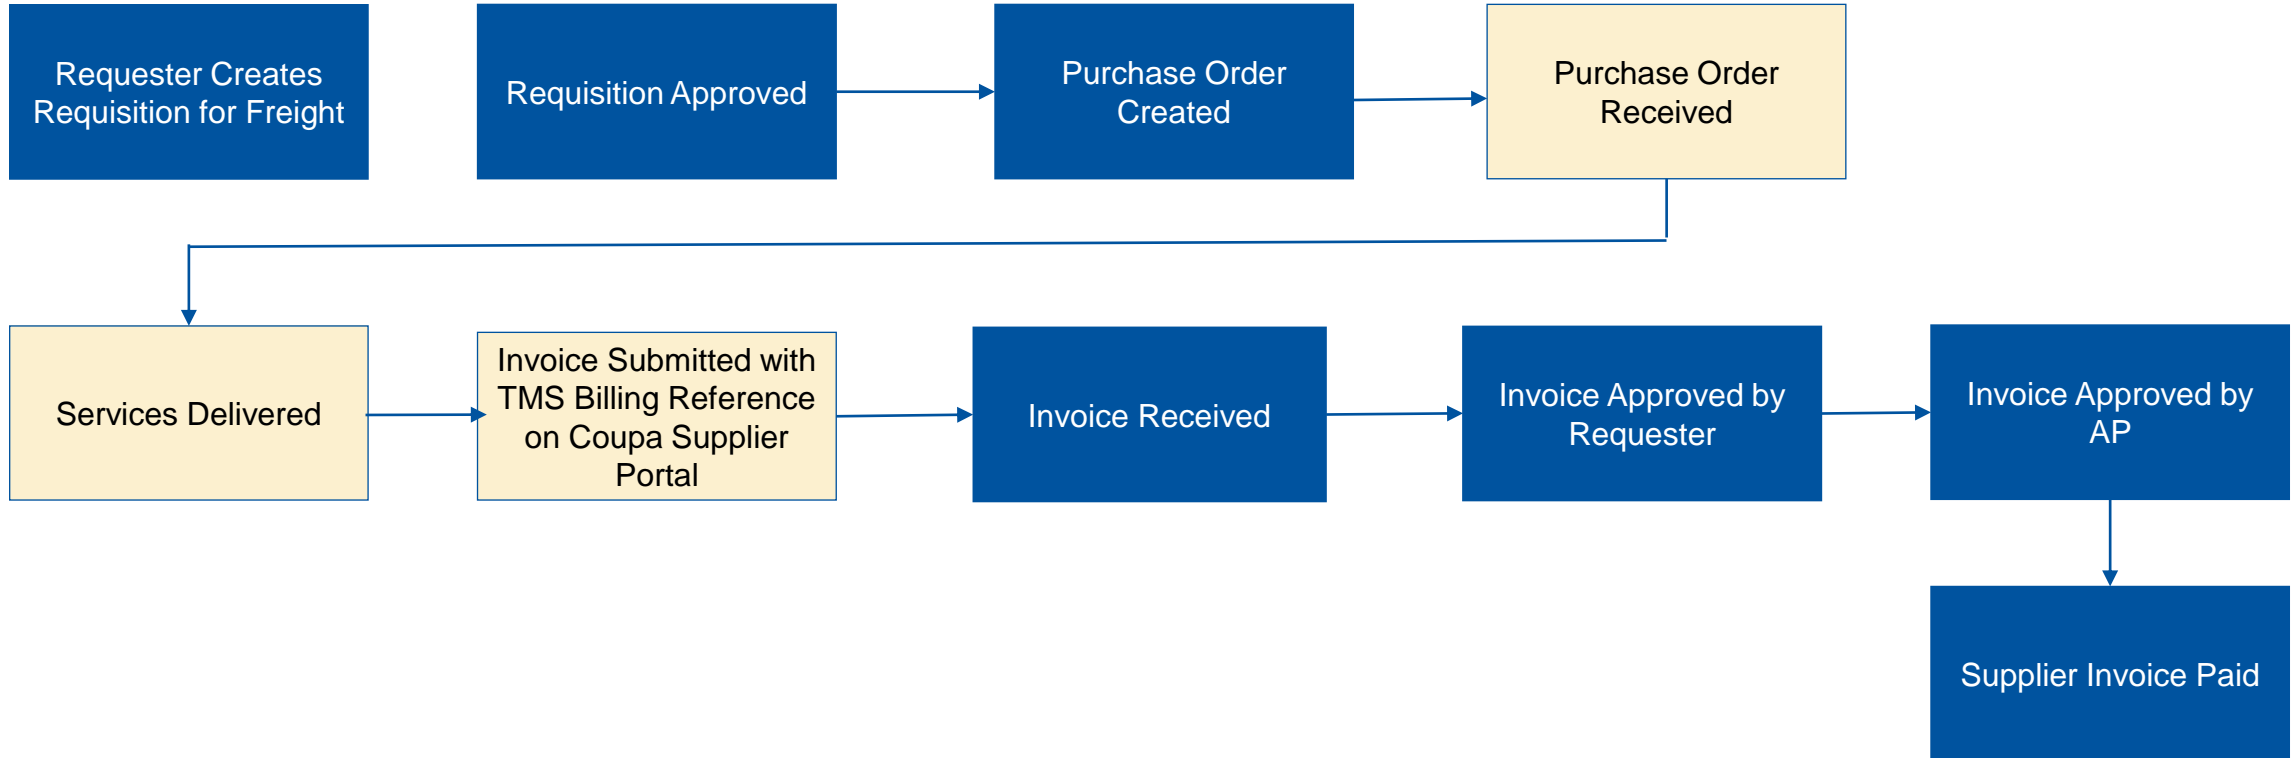 Requester Creates
Requisition for Freight
Requisition Approved
Purchase Order
Created
Purchase Order
Received
Services Delivered
Invoice Submitted with
TMS Billing Reference
on Coupa Supplier
Portal
Invoice Received
Invoice Approved by
Requester
Invoice Approved by
AP
Supplier Invoice Paid